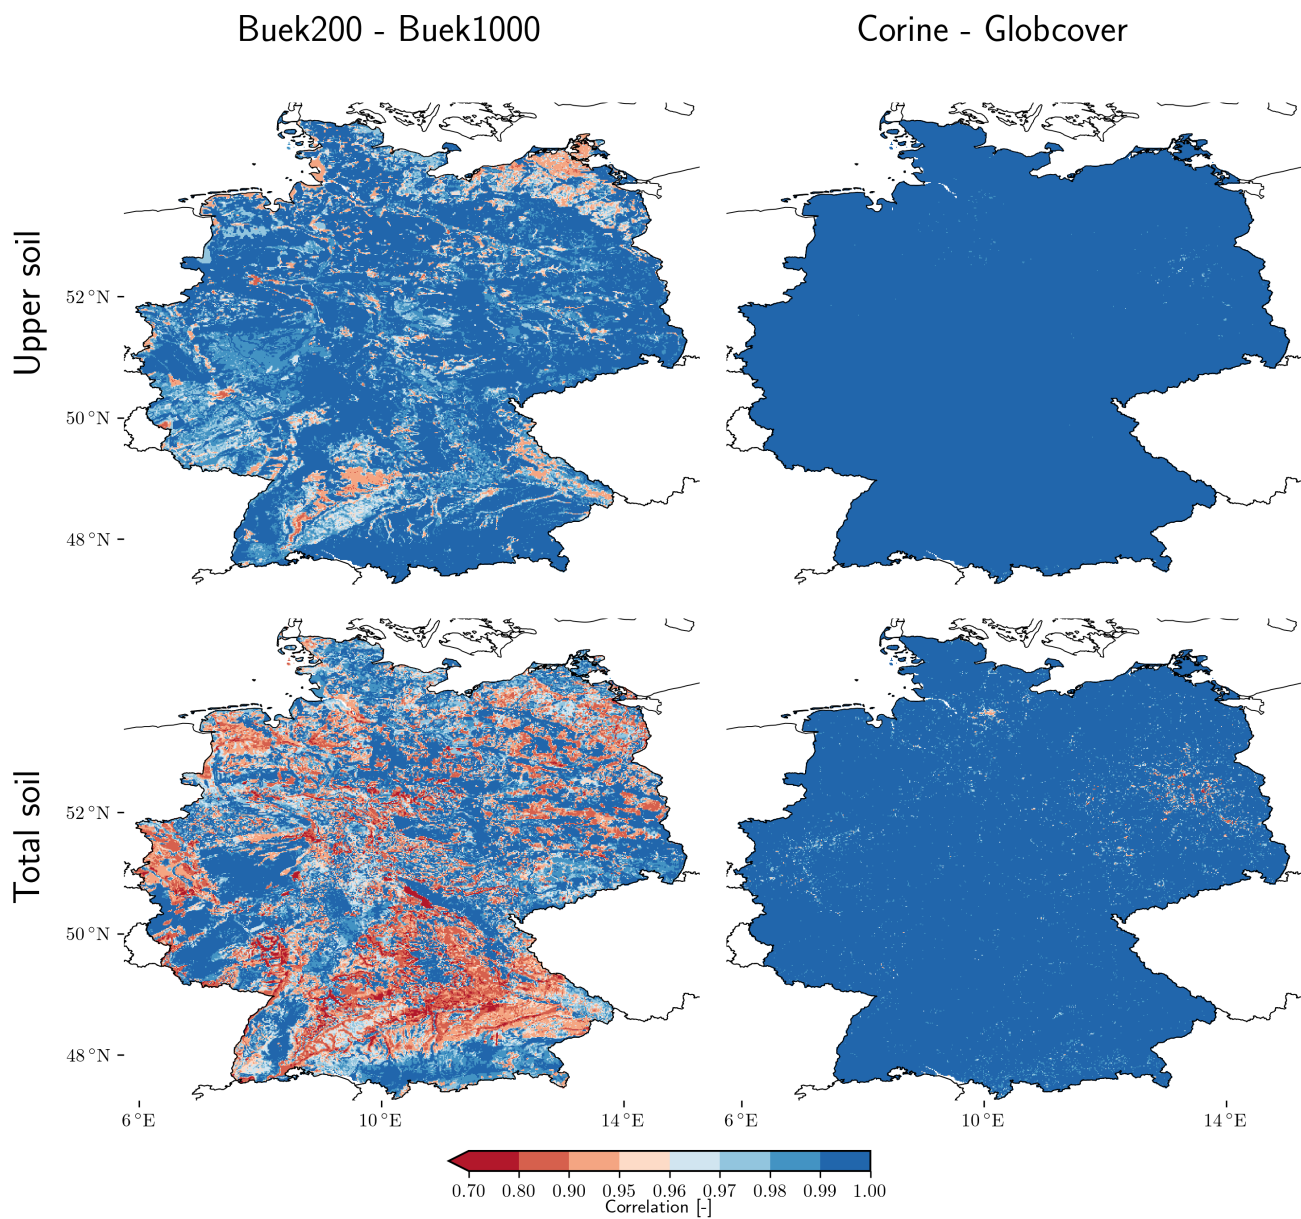 Buek200 - Buek1000
Corine - Globcover
Upper soil
52°N
50°N
48°N
Total soil
52°N
50°N
48°N
6°E
10°E
14°E
6°E
10°E
14°E
0.70 0.80 0.90 0.95 0.96 0.97 0.98 0.99 1.00
Correlation [-]